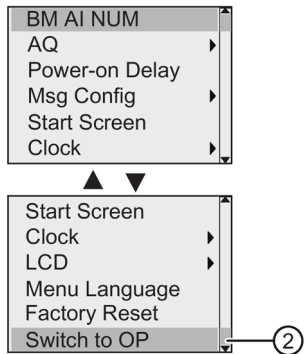 BM AI NUM
AQ
Power-on Delay
Msg Config
Start Screen
Clock
Start Screen
Clock
LCD
Menu Language
Factory Reset
Switch to OP
2